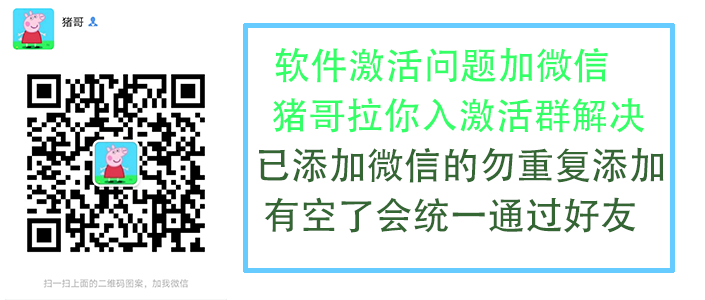 猪哥
扫一扫上面的二维码图案，加我微信
软件激活问题加微信
猪哥拉你入激活群解决
已添加微信的勿重复添加
有空了会统一通过好友